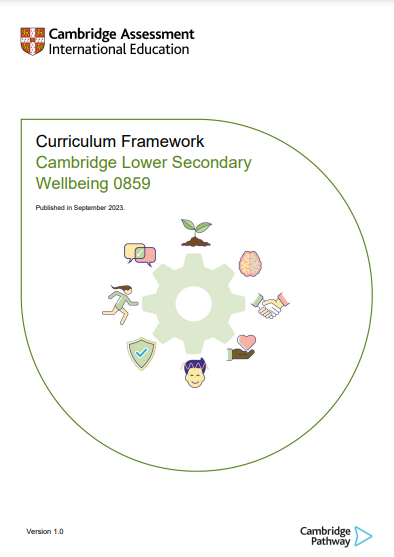 Cambridge Assessment
International Education
Curriculum Framework
Cambridge Lower Secondary
Wellbeing 0859
Published in September 2023.
Version 1.0
Cambridge
Pathway